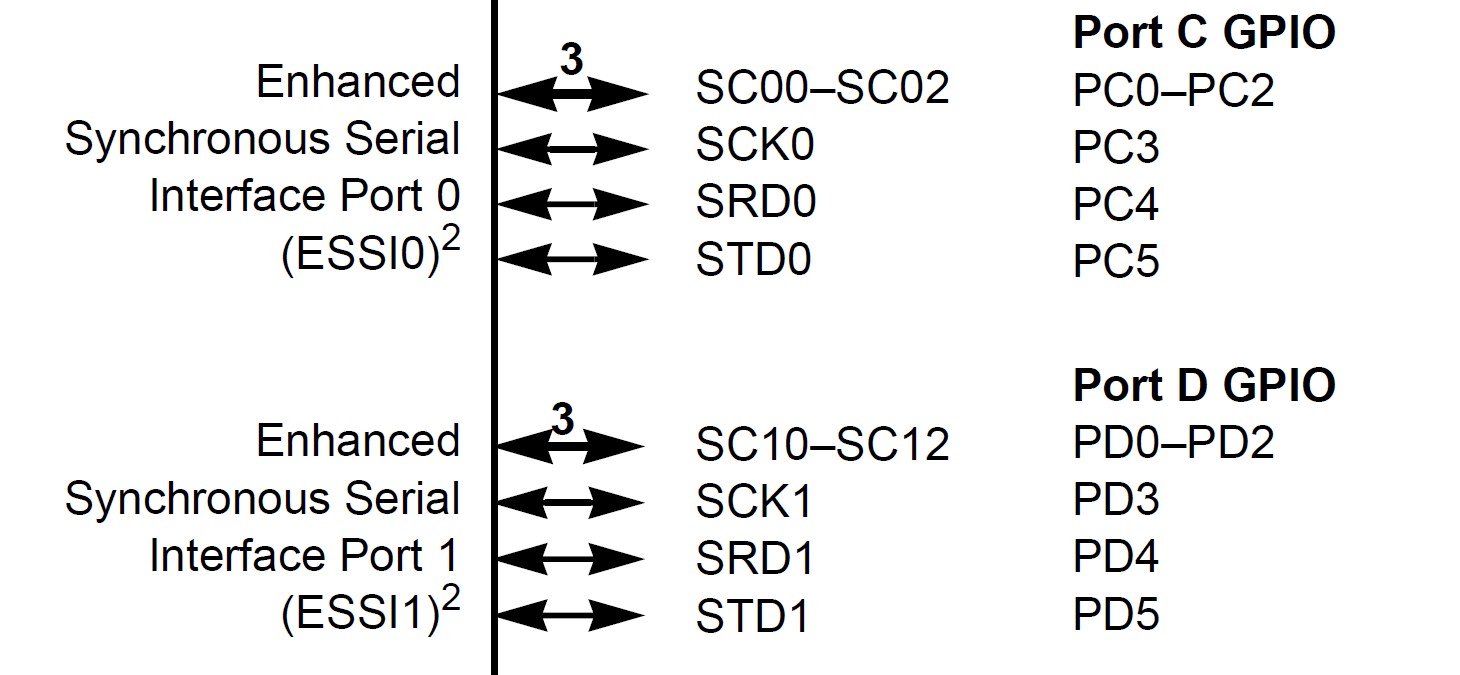 Port C GPIO
Enhanced 3 SC00–SC02 PC0–PC2
Synchronous Serial SCK0 PC3
Interface Port 0 SRD0 PC4
(ESSI0)2 STD0 PC5
Port D GPIO
Enhanced 3 SC10–SC12 PD0–PD2
Synchronous Serial SCK1 PD3
Interface Port 1 SRD1 PD4
(ESSI1)2 STD1 PD5